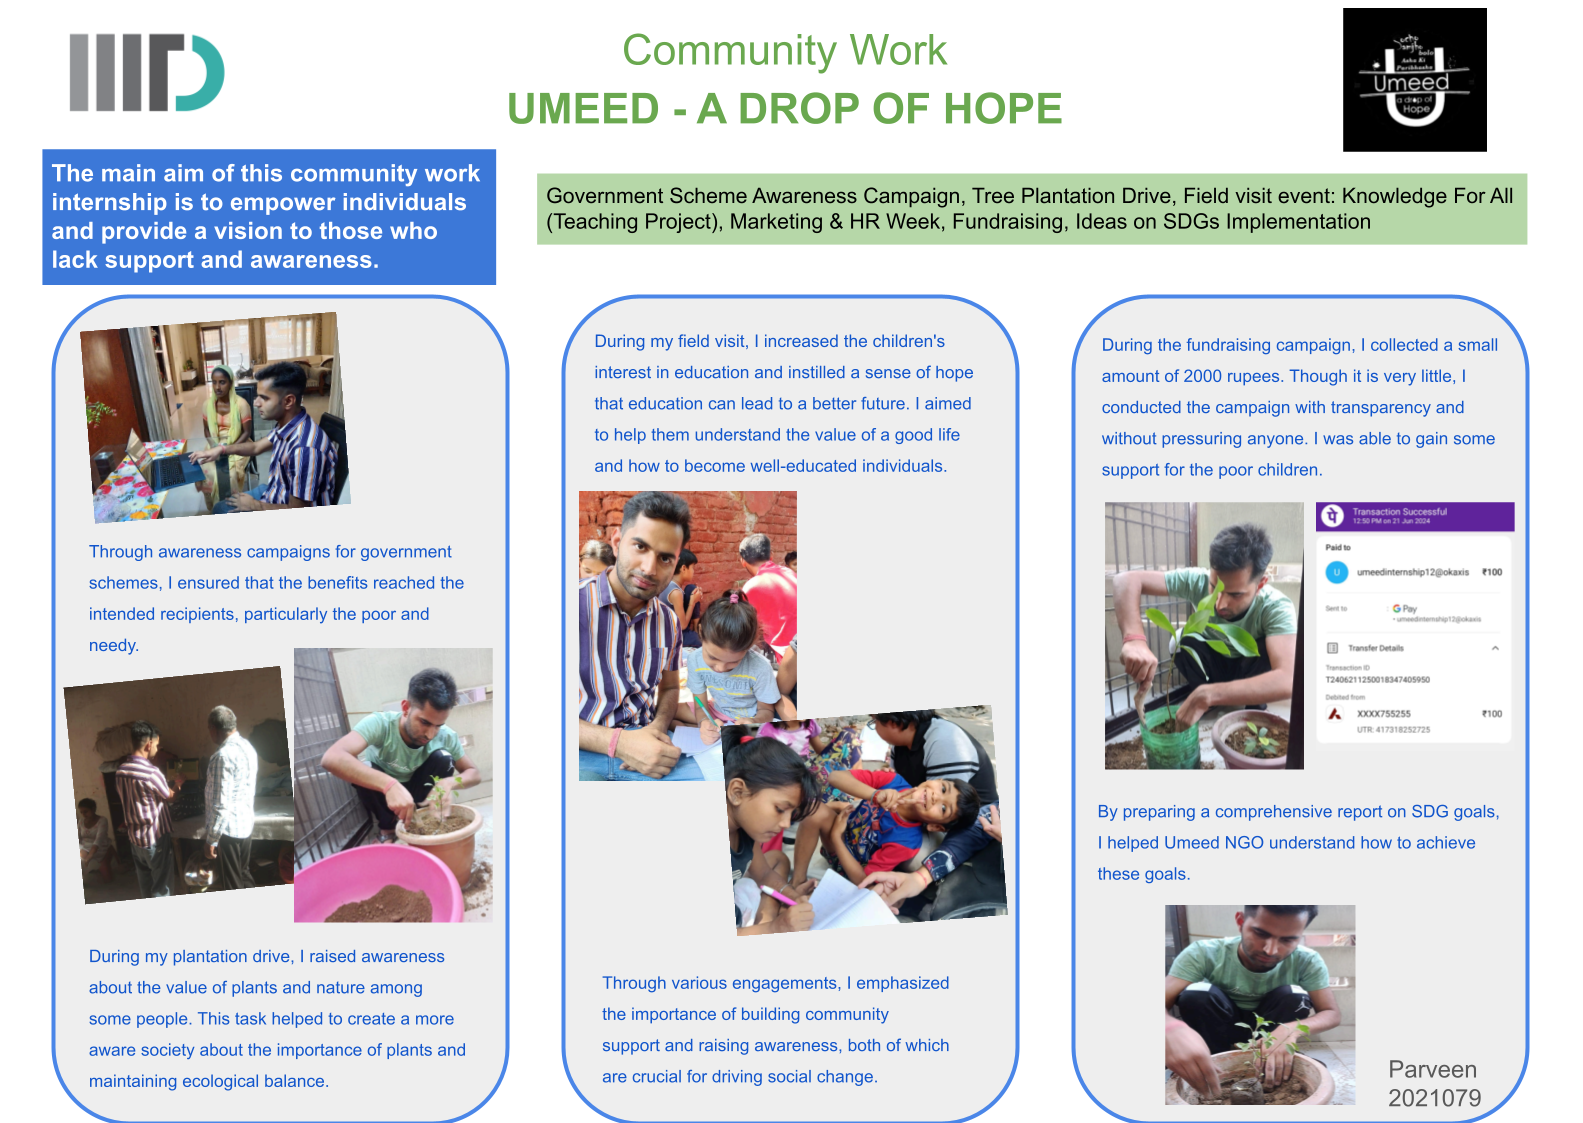 IIITD
Community Work
UMEED - A DROP OF HOPE
Umeed
a drop of
Hope
The main aim of this community work
internship is to empower individuals
and provide a vision to those who
lack support and awareness.
Government Scheme Awareness Campaign, Tree Plantation Drive, Field visit event: Knowledge For All
(Teaching Project), Marketing & HR Week, Fundraising, Ideas on SDGs Implementation
Through awareness campaigns for government
schemes, I ensured that the benefits reached the
intended recipients, particularly the poor and
needy.
During my plantation drive, I raised awareness
about the value of plants and nature among
some people. This task helped to create a more
aware society about the importance of plants and
maintaining ecological balance.
During my field visit, I increased the children's
interest in education and instilled a sense of hope
that education can lead to a better future. I aimed
to help them understand the value of a good life
and how to become well-educated individuals.
Through various engagements, I emphasized
the importance of building community
support and raising awareness, both of which
are crucial for driving social change.
During the fundraising campaign, I collected a small
amount of 2000 rupees. Though it is very little, I
conducted the campaign with transparency and
without pressuring anyone. I was able to gain some
support for the poor children.
पे
Transaction Successful
12:50 PM on 21 Jun 2024
Paid to
U umeedinternship12@okaxis ₹100
Sent to : G Pay
• umeedinternship12@okaxis
Transfer Details
Transaction ID
T2406211250018347405950
Debited from
XXXX755255 ₹100
UTR: 417318252725
By preparing a comprehensive report on SDG goals,
I helped Umeed NGO understand how to achieve
these goals.
Parveen
2021079